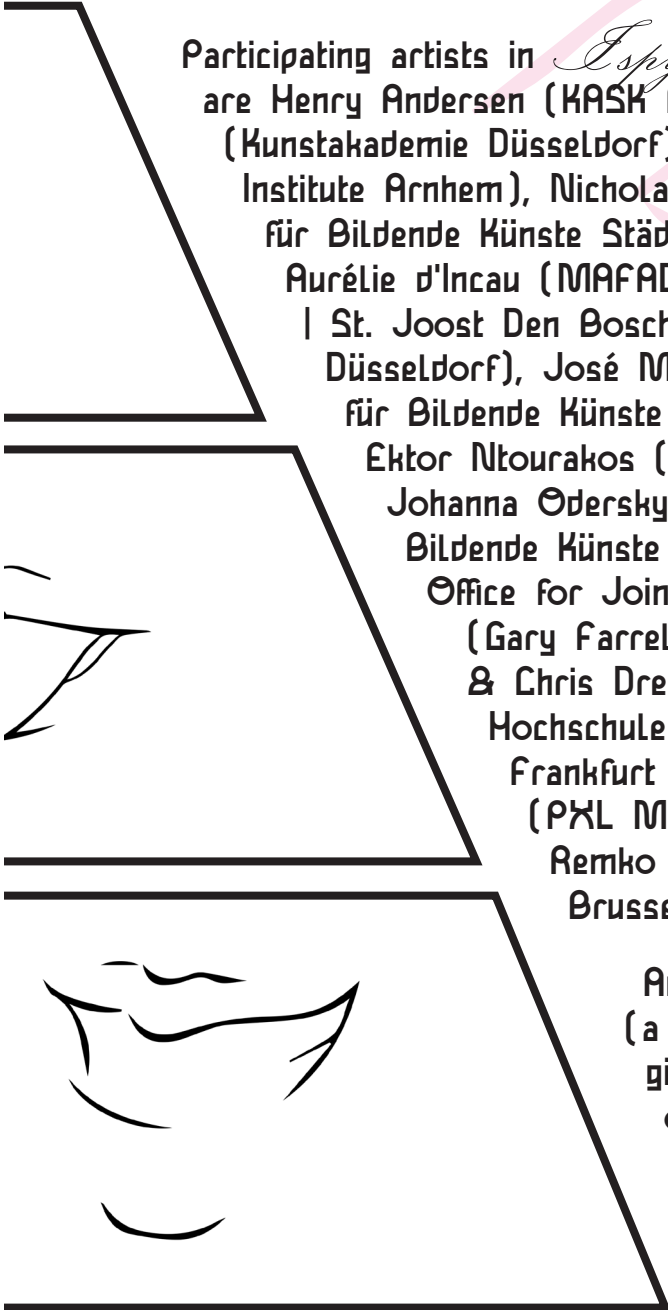 Participating artists in
are Henry Andersen (KASK
(Kunstakademie Düsseldorf)
Institute Arnhem), Nichola
für Bildende Künste Städ
Aurélie d'Incau (MAFAD
| St. Joost Den Bosch
Düsseldorf), José M
für Bildende Künste
Ektor Ntourakos (
Johanna Odersky
Bildende Künste
Office for Join
(Gary Farrel
& Chris Dre
Hochschule
Frankfurt
(PXL M
Remko
Brusse
(a
gi